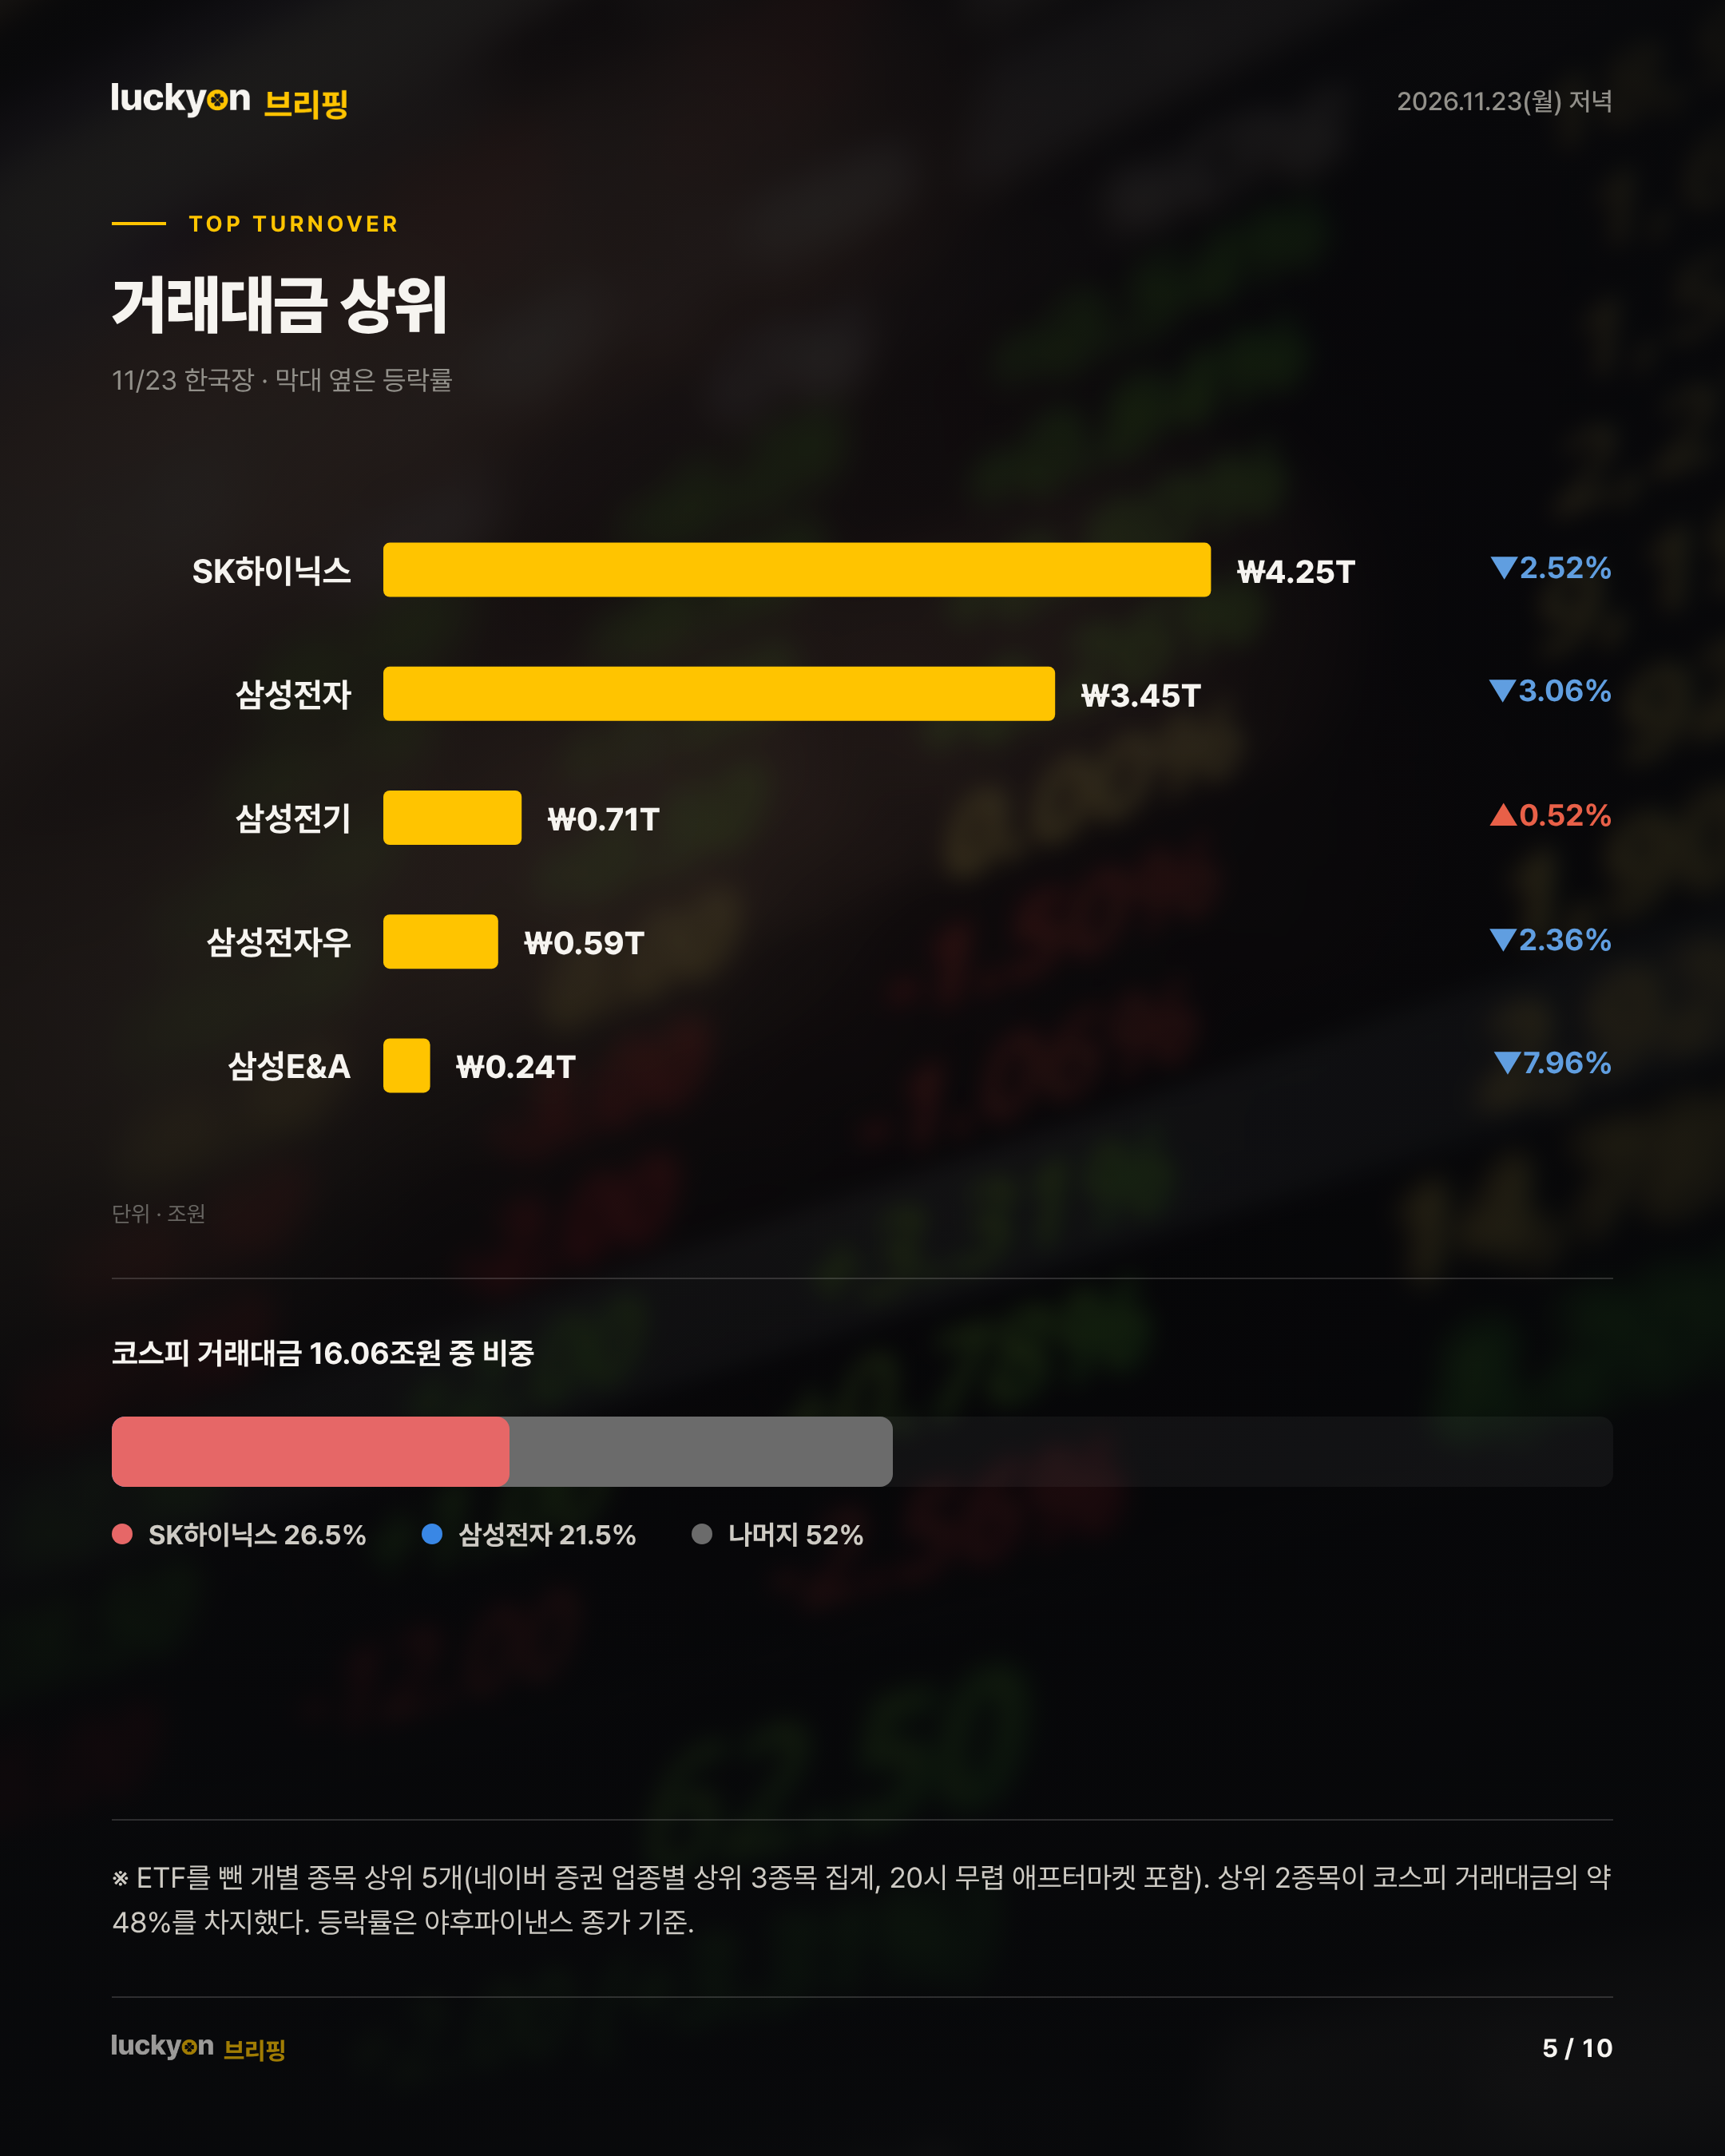 luckyon 브리핑
2026.11.23(월) 저녁
TOP TURNOVER
거래대금 상위
11/23 한국장 · 막대 옆은 등락률
SK하이닉스 ₩4.25T ▼2.52%
삼성전자 ₩3.45T ▼3.06%
삼성전기 ₩0.71T ▲0.52%
삼성전자우 ₩0.59T ▼2.36%
삼성E&A ₩0.24T ▼7.96%
단위 · 조원
코스피 거래대금 16.06조원 중 비중
SK하이닉스 26.5% 삼성전자 21.5% 나머지 52%
※ ETF를 뺀 개별 종목 상위 5개(네이버 증권 업종별 상위 3종목 집계, 20시 무렵 애프터마켓 포함). 상위 2종목이 코스피 거래대금의 약
48%를 차지했다. 등락률은 야후파이낸스 종가 기준.
luckyon 브리핑
5 / 10